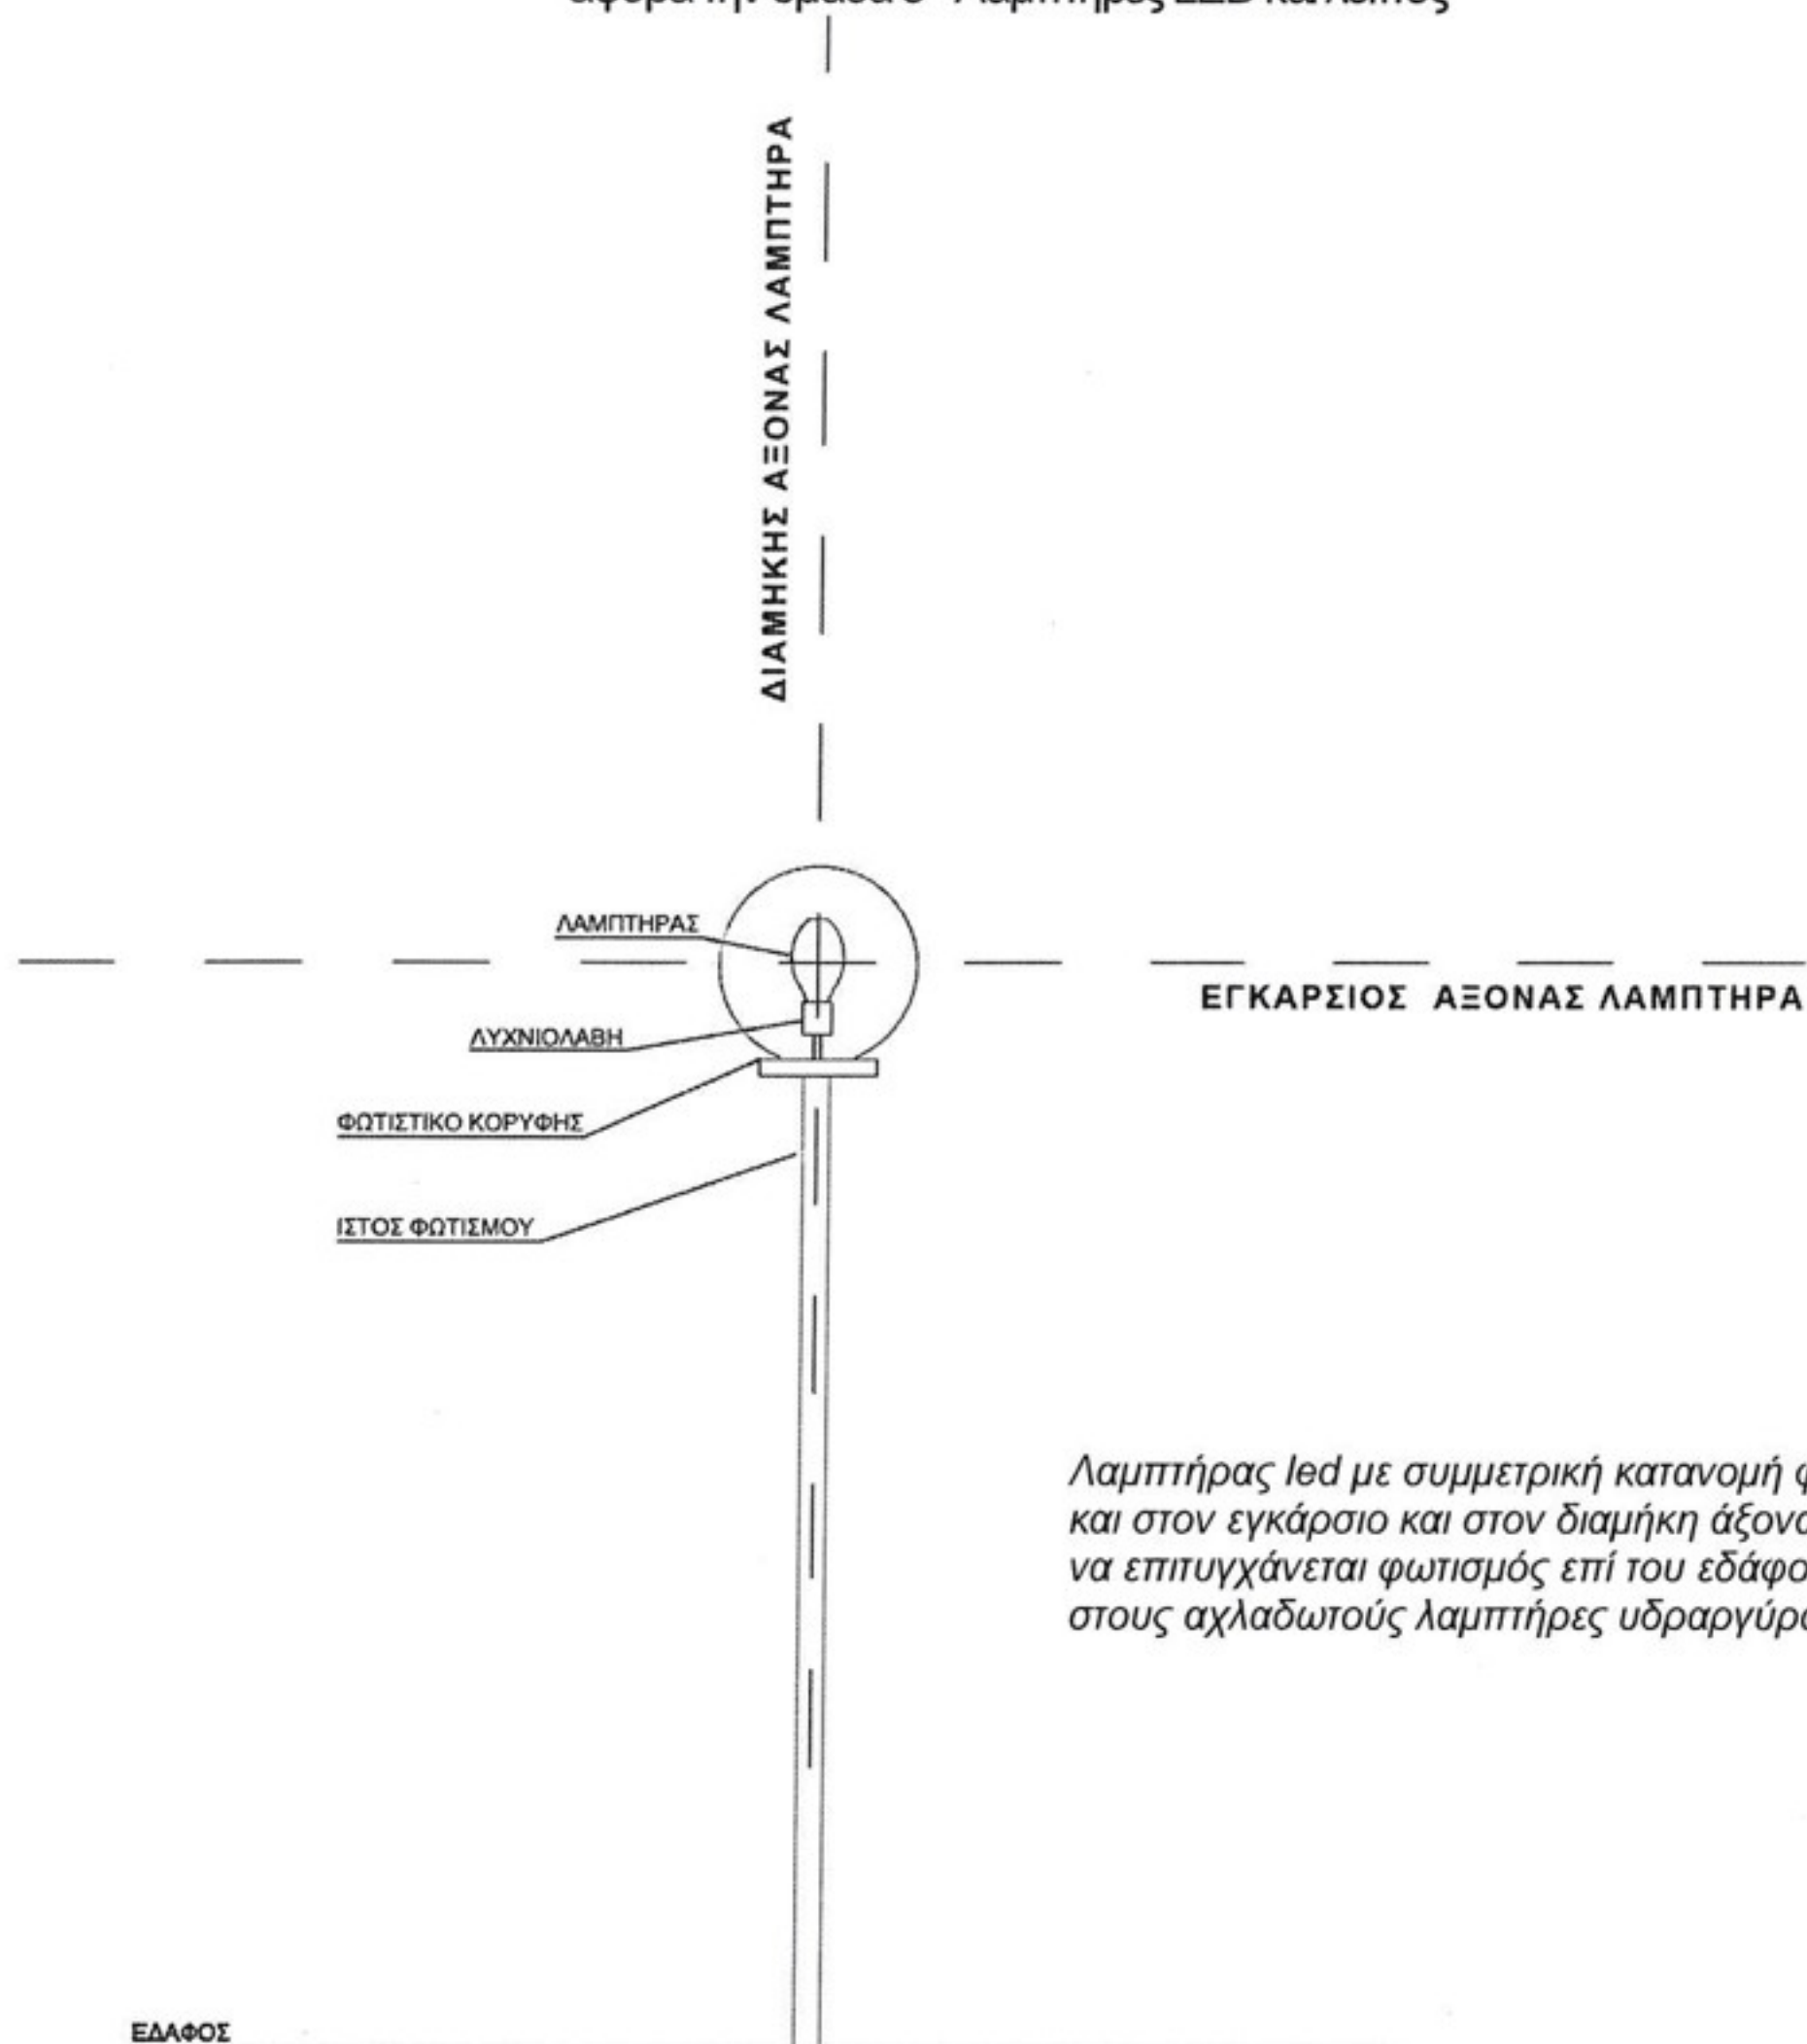 ΔΙΑΜΗΚΗΣ ΑΞΟΝΑΣ ΛΑΜΠΤΗΡΑ
ΛΑΜΠΤΗΡΑΣ
ΕΓΚΑΡΣΙΟΣ ΑΞΟΝΑΣ ΛΑΜΠΤΗΡΑ
ΛΥΧΝΙΟΛΑΒΗ
ΦΩΤΙΣΤΙΚΟ ΚΟΡΥΦΗΣ
ΙΣΤΟΣ ΦΩΤΙΣΜΟΥ
Λαμπτήρας led με συμμετρική κατανομή
και στον εγκάρσιο και στον διαμήκη
να επιτυγχάνεται φωτισμός επί του
στους αχλαδωτούς λαμπτήρες
ΕΔΑΦΟΣ